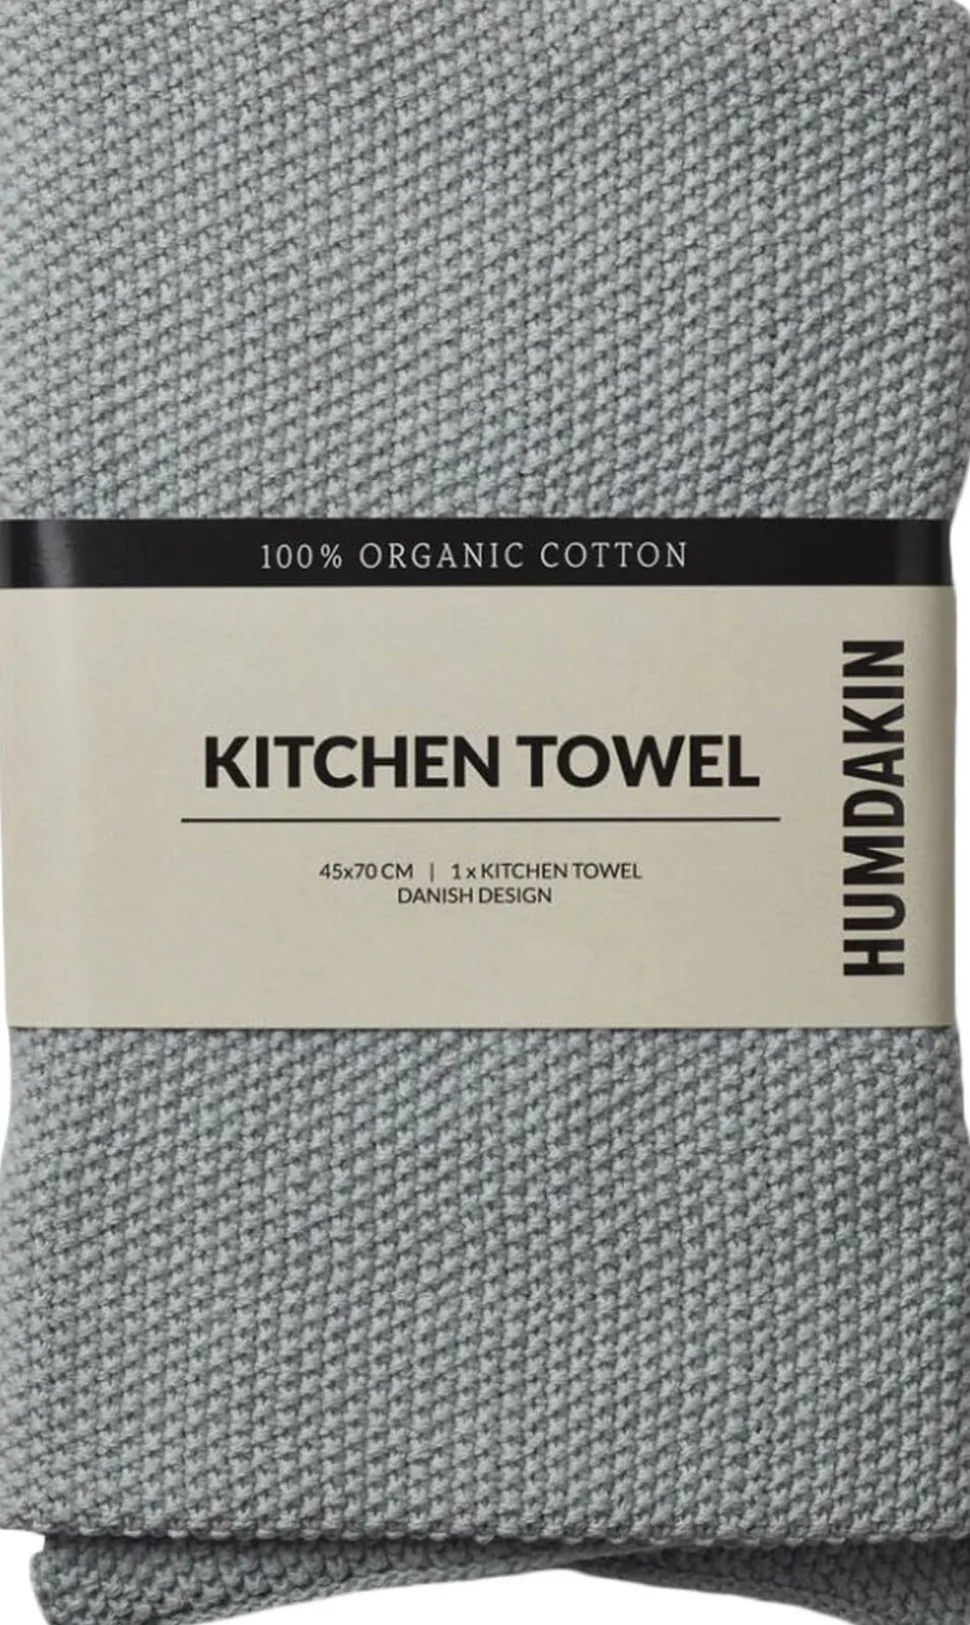 100% ORGANIC COTTON
KITCHEN TOWEL
45x70 CM | 1 x KITCHEN TOWEL
DANISH DESIGN
HUMDAKIN